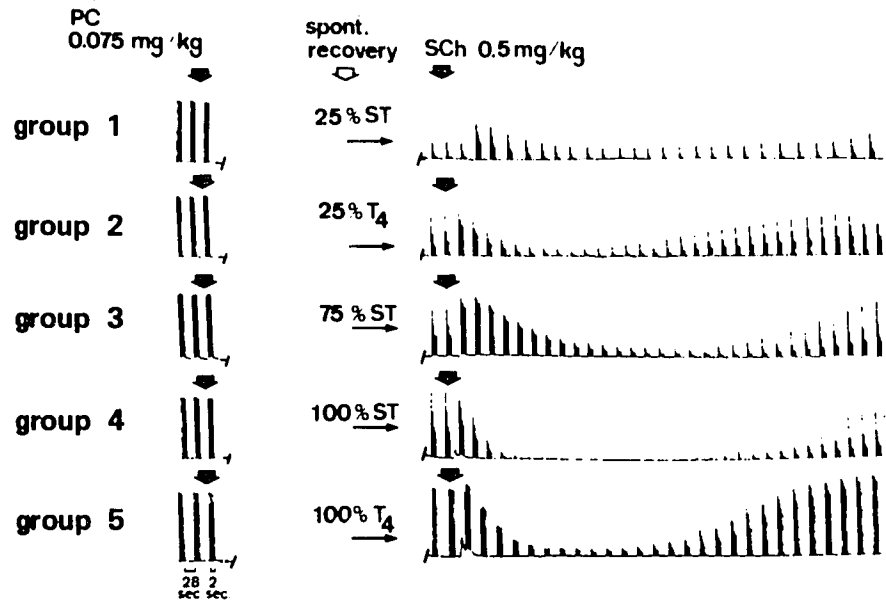 PC
0.075 mg/kg
spont.
recovery
SCh 0.5 mg/kg
group 1
25 % ST
group 2
25 % T4
group 3
75 % ST
group 4
100 % ST
group 5
100 % T4
28 sec
2 sec